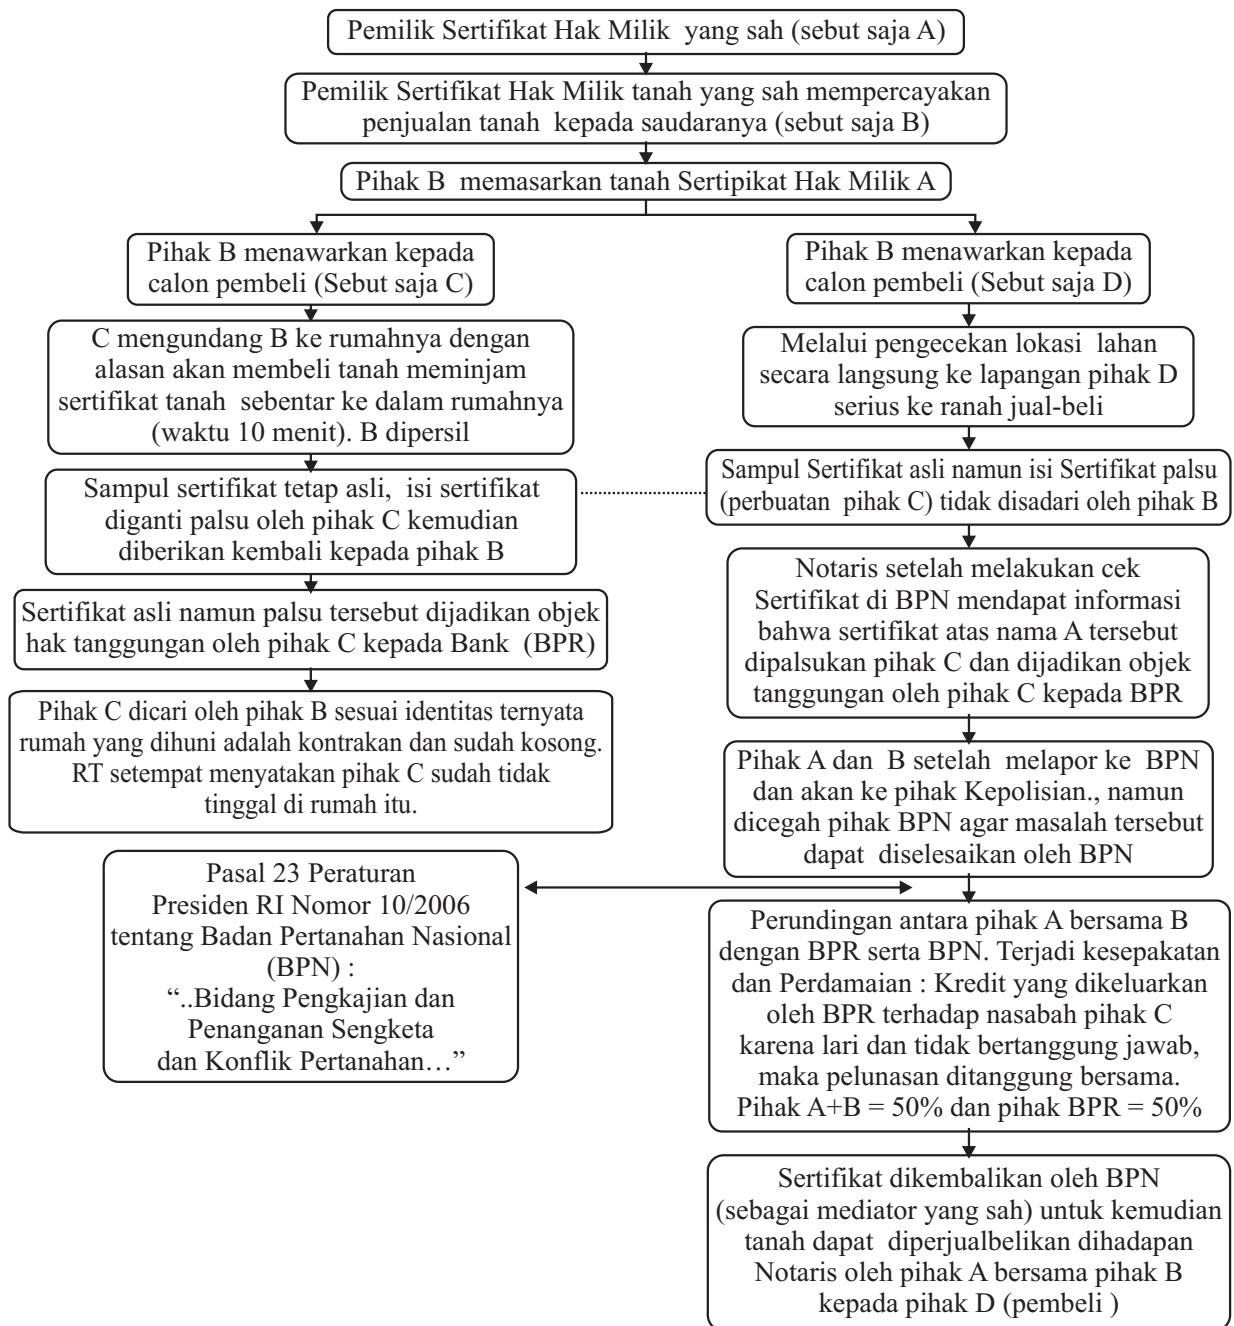 Pemilik Sertifikat Hak Milik yang sah (sebut saja A)
Pemilik Sertifikat Hak Milik tanah yang sah mempercayakan
penjualan tanah kepada saudaranya (sebut saja B)
Pihak B memasarkan tanah Sertipikat Hak Milik A
Pihak B menawarkan kepada
calon pembeli (Sebut saja C)
C mengundang B ke rumahnya dengan
alasan akan membeli tanah meminjam
sertifikat tanah sebentar ke dalam rumahnya
(waktu 10 menit). B dipersil
Sampul sertifikat tetap asli, isi sertifikat
diganti palsu oleh pihak C kemudian
diberikan kembali kepada pihak B
Sertifikat asli namun palsu tersebut dijadikan objek
hak tanggungan oleh pihak C kepada Bank (BPR)
Pihak C dicari oleh pihak B sesuai identitas ternyata
rumah yang dihuni adalah kontrakan dan sudah kosong.
RT setempat menyatakan pihak C sudah tidak
tinggal di rumah itu.
Pihak B menawarkan kepada
calon pembeli (Sebut saja D)
Melalui pengecekan lokasi lahan
secara langsung ke lapangan pihak D
serius ke ranah jual-beli
Sampul Sertifikat asli namun isi Sertifikat palsu
(perbuatan pihak C) tidak disadari oleh pihak B
Notaris setelah melakukan cek
Sertifikat di BPN mendapat informasi
bahwa sertifikat atas nama A tersebut
dipalsukan pihak C dan dijadikan objek
tanggungan oleh pihak C kepada BPR
Pihak A dan B setelah melapor ke BPN
dan akan ke pihak Kepolisian., namun
dicegah pihak BPN agar masalah tersebut
dapat diselesaikan oleh BPN
Pasal 23 Peraturan
Presiden RI Nomor 10/2006
tentang Badan Pertanahan Nasional
(BPN) :
“..Bidang Pengkajian dan
Penanganan Sengketa
dan Konflik Pertanahan…”
Perundingan antara pihak A bersama B
dengan BPR serta BPN. Terjadi kesepakatan
dan Perdamaian : Kredit yang dikeluarkan
oleh BPR terhadap nasabah pihak C
karena lari dan tidak bertanggung jawab,
maka pelunasan ditanggung bersama.
Pihak A+B = 50% dan pihak BPR = 50%
Sertifikat dikembalikan oleh BPN
(sebagai mediator yang sah) untuk kemudian
tanah dapat diperjualbelikan dihadapan
Notaris oleh pihak A bersama pihak B
kepada pihak D (pembeli )